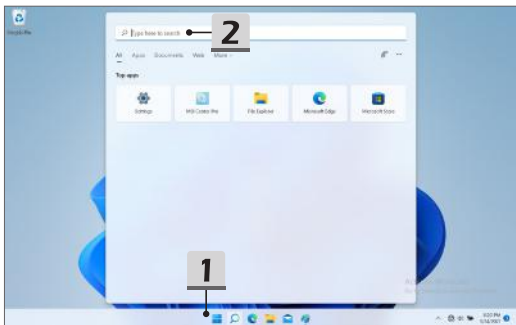 Type here to search
2
All Apps Documents Web More
Top apps
Settings
MSI Center Pro
File Explorer
Microsoft Edge
Microsoft Store
1